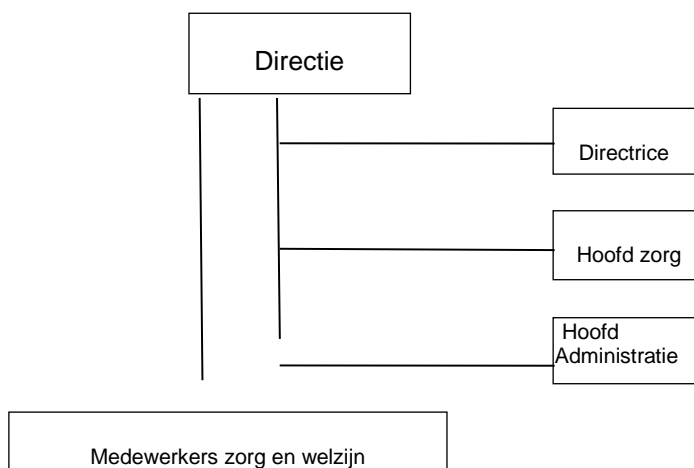 Directie
Directrice
Hoofd zorg
Hoofd
Administratie
Medewerkers zorg en welzijn